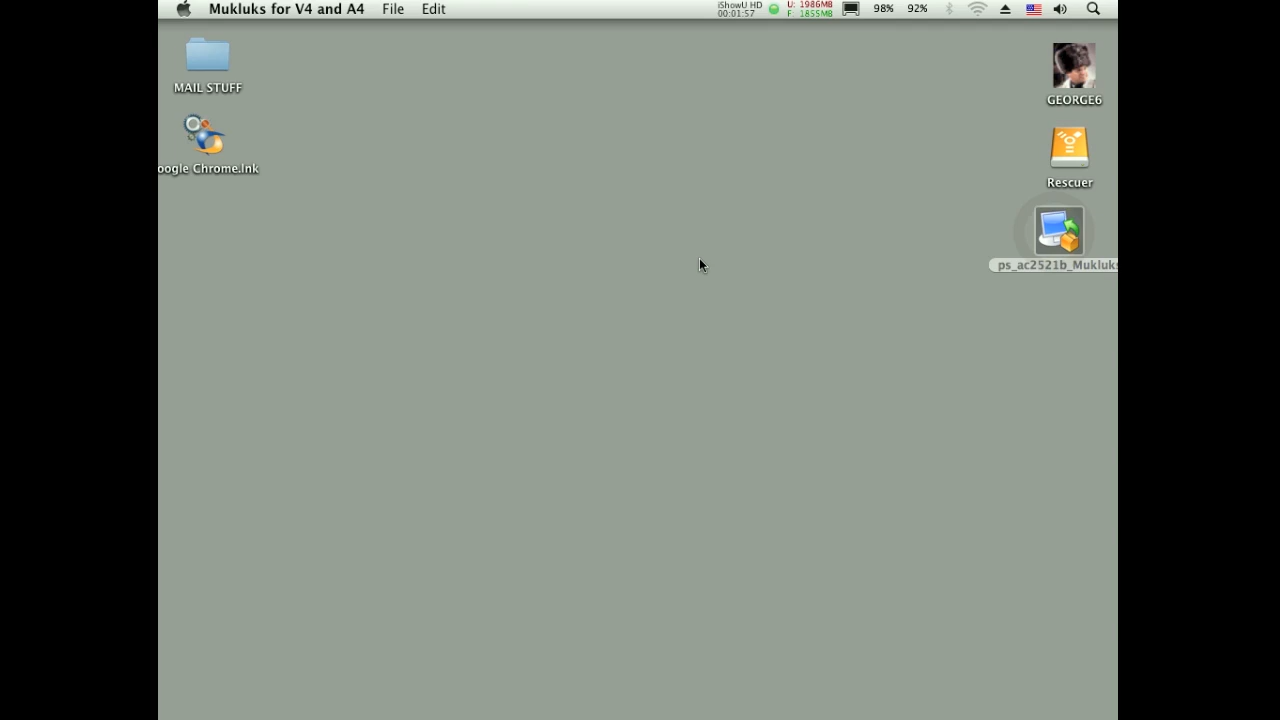 Mukluks for V4 and A4 File Edit iShowU HD 00:01:57 U: 1986MB F: 1855MB 98% 92%
MAIL STUFF
GEORGE6
oogle Chrome.lnk
Rescuer
ps_ac2521b_Mukluks